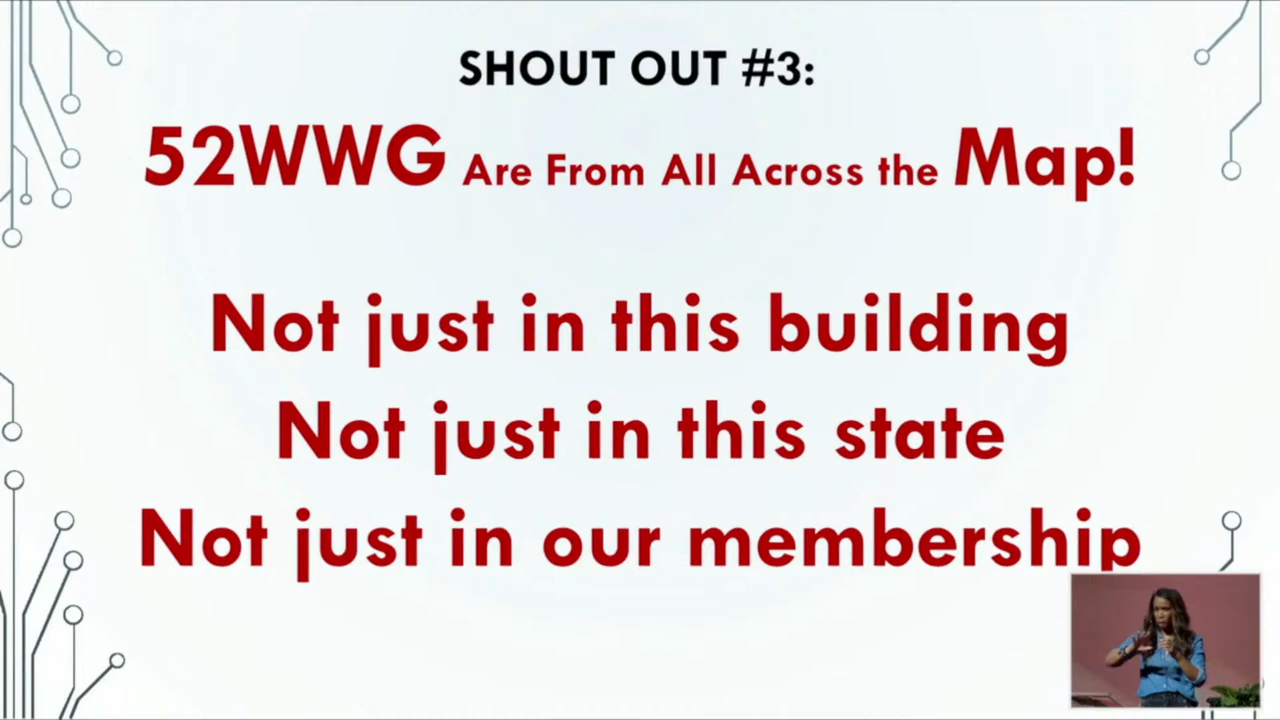 SHOUT OUT #3:
52WWG Are From All Across the Map!
Not just in this building
Not just in this state
Not just in our membership